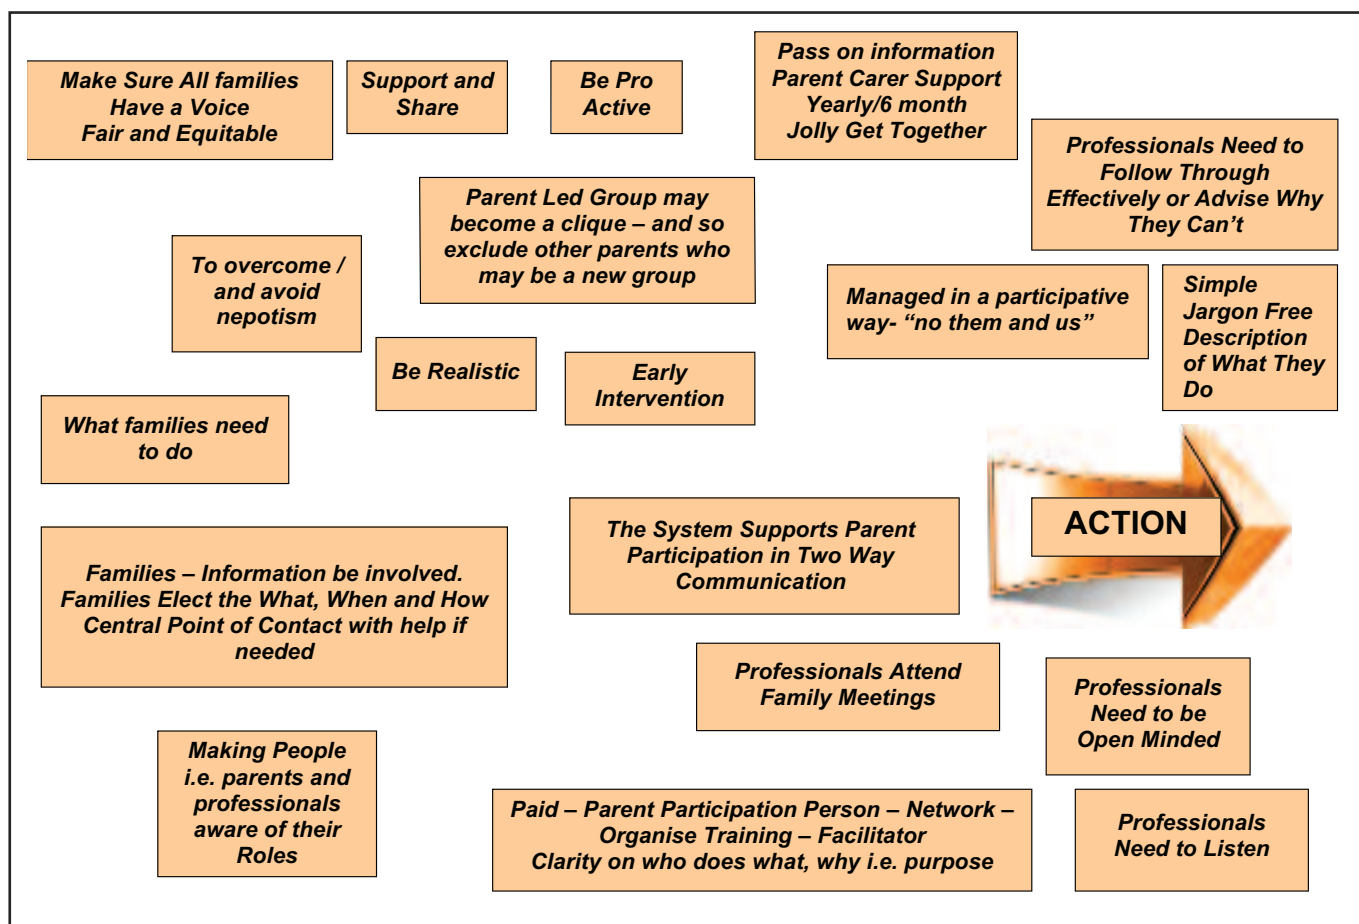 Make Sure All families
Have a Voice
Fair and Equitable
Support and
Share
Be Pro
Active
Pass on information
Parent Carer Support
Yearly/6 month
Jolly Get Together
Professionals Need to
Follow Through
Effectively or Advise Why
They Can’t
Parent Led Group may
become a clique – and so
exclude other parents who
may be a new group
To overcome /
and avoid
nepotism
Managed in a participative
way- “no them and us”
Simple
Jargon Free
Description
of What They
Do
Be Realistic
Early
Intervention
What families need
to do
The System Supports Parent
Participation in Two Way
Communication
ACTION
Families – Information be involved.
Families Elect the What, When and How
Central Point of Contact with help if
needed
Professionals Attend
Family Meetings
Professionals
Need to be
Open Minded
Making People
i.e. parents and
professionals
aware of their
Roles
Paid – Parent Participation Person – Network –
Organise Training – Facilitator
Clarity on who does what, why i.e. purpose
Professionals
Need to Listen